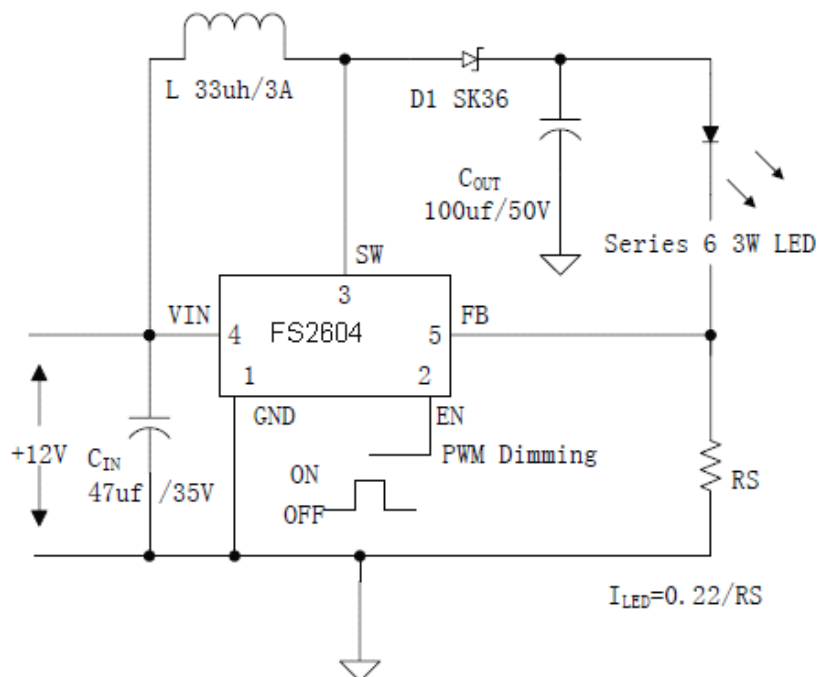 L 33uh/3A
D1 SK36
COUT
100uf/50V
Series 6 3W LED
SW
3
VIN
4
FS2604
5
FB
1
2
GND
EN
+12V
CIN
47uf /35V
PWM Dimming
ON
OFF
RS
ILED=0.22/RS